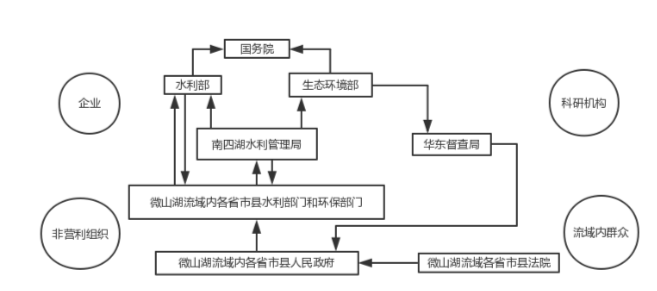 国务院
水利部
生态环境部
企业
科研机构
南四湖水利管理局
华东督查局
微山湖流域内各省市县水利部门和环保部门
非营利组织
流域内群众
微山湖流域内各省市县人民政府
微山湖流域各省市县法院